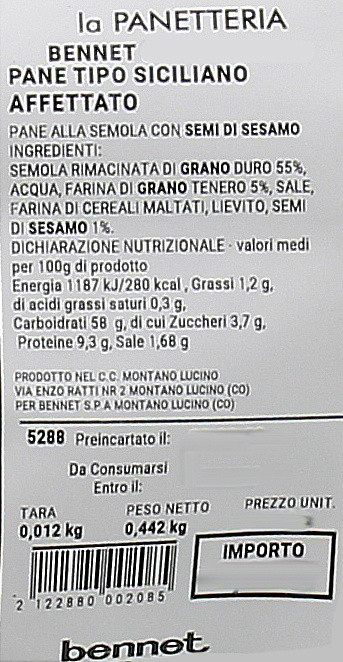 la PANETTERIA
BENNET
PANE TIPO SICILIANO
AFFETTATO
PANE ALLA SEMOLA CON SEMI DI SESAMO
INGREDIENTI:
SEMOLA RIMACINATA DI GRANO DURO 55%,
ACQUA, FARINA DI GRANO TENERO 5%, SALE,
FARINA DI CEREALI MALTATI, LIEVITO, SEMI
DI SESAMO 1%.
DICHIARAZIONE NUTRIZIONALE - valori medi
per 100g di prodotto
Energia 1187 kJ/280 kcal, Grassi 1,2 g,
di acidi grassi saturi 0,3 g,
Carboidrati 58 g, di cui Zuccheri 3,7 g,
Proteine 9,3 g, Sale 1,68 g
PRODOTTO NEL C.C. MONTANO LUCINO
VIA ENZO RATTI NR 2 MONTANO LUCINO (CO)
PER BENNET S.P.A MONTANO LUCINO (CO)
5288 Preincartato il:
Da Consumarsi
Entro il:
TARA PESO NETTO PREZZO UNIT.
0,012 kg 0,442 kg
IMPORTO
2 122880 002085
bennet